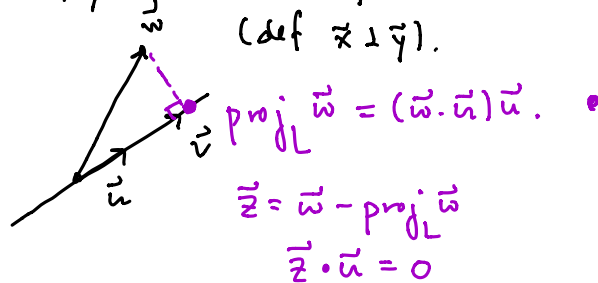 w⃗
(def x⃗ ⊥ y⃗).
proj_L w⃗ = (w⃗ · u⃗) u⃗.
v⃗
u⃗
z⃗ = w⃗ − proj_L w⃗
z⃗ · u⃗ = 0